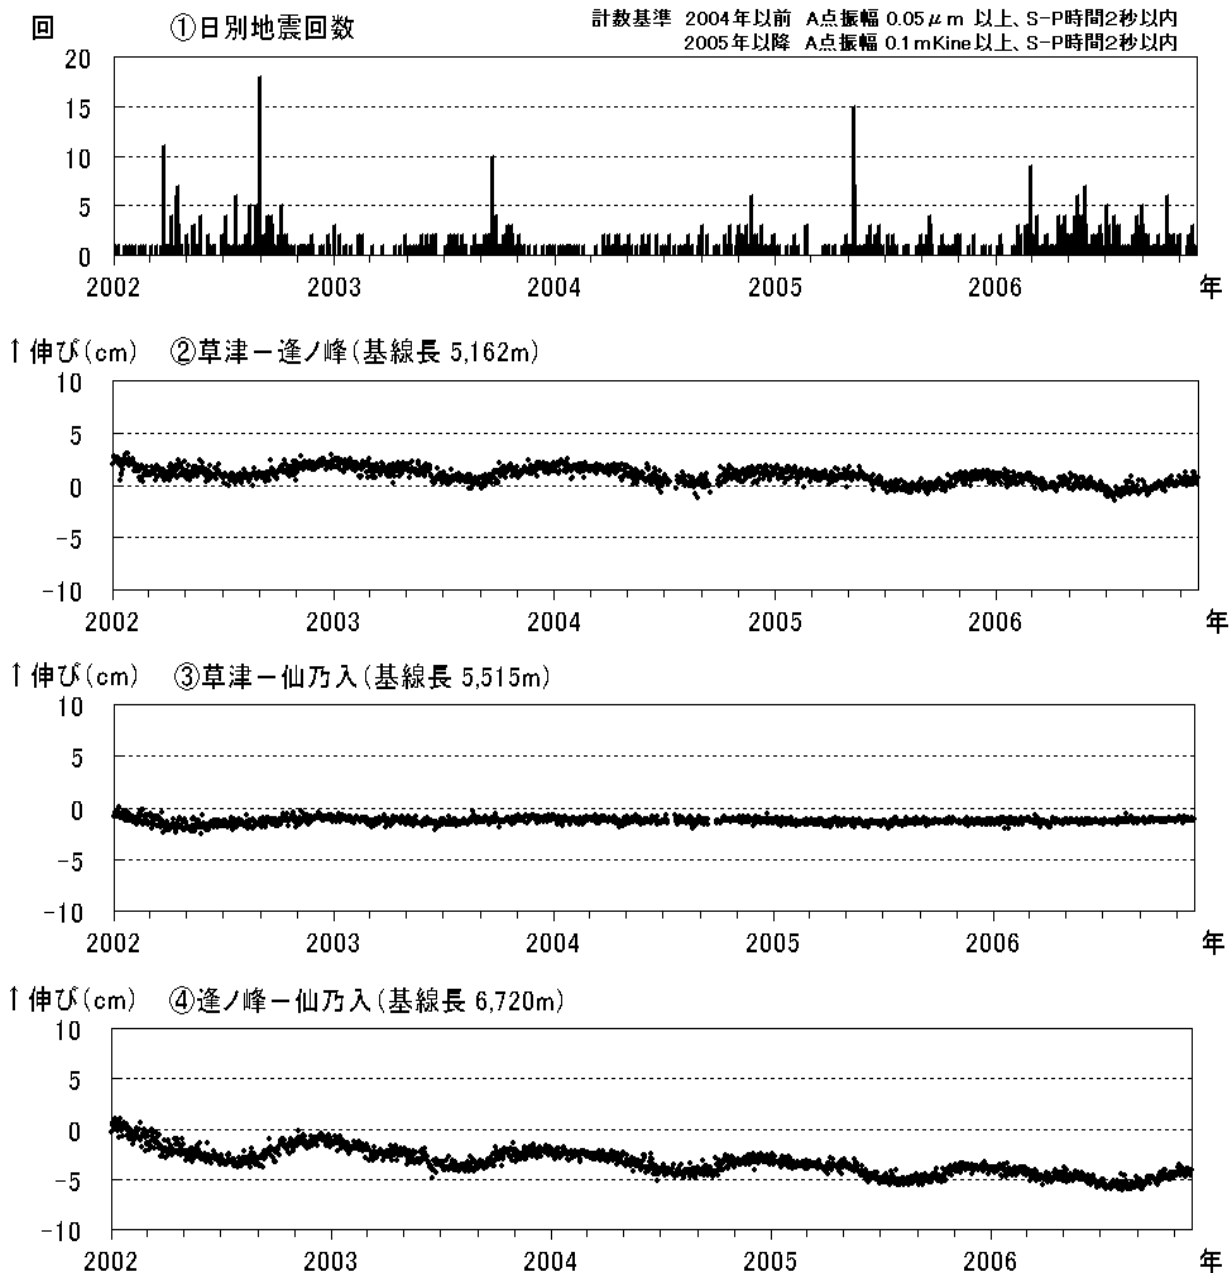 回 ①日別地震回数 計数基準 2004年以前 A点振幅 0.05μm 以上、S-P時間2秒以内
2005年以降 A点振幅 0.1mKine以上、S-P時間2秒以内
20
15
10
5
0
2002 2003 2004 2005 2006 年
↑伸び(cm) ②草津－逢ノ峰(基線長 5,162m)
10
5
0
-5
-10
2002 2003 2004 2005 2006 年
↑伸び(cm) ③草津－仙乃入(基線長 5,515m)
10
5
0
-5
-10
2002 2003 2004 2005 2006 年
↑伸び(cm) ④逢ノ峰－仙乃入(基線長 6,720m)
10
5
0
-5
-10
2002 2003 2004 2005 2006 年